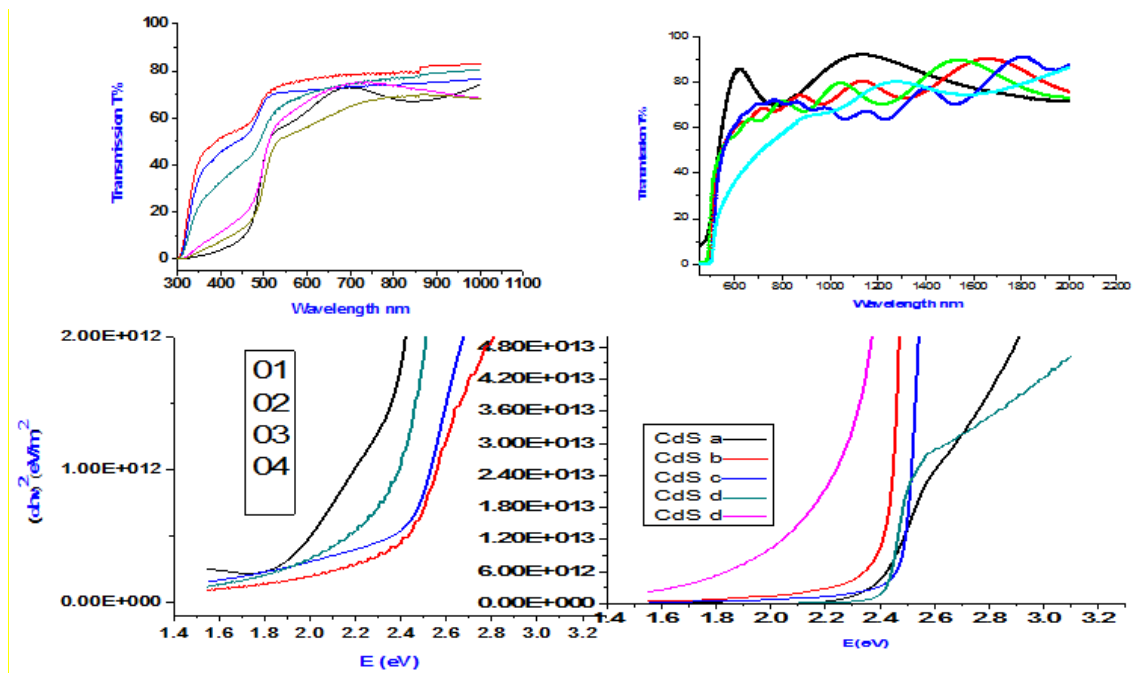 100
80
60
40
20
0
Transmission T%
300 400 500 600 700 800 900 1000 1100
Wavelength nm
100
80
60
40
20
0
Transmission T%
600 800 1000 1200 1400 1600 1800 2000 2200
Wavelength nm
2.00E+012
1.00E+012
0.00E+000
(αhν)² (eV/m)²
O1
O2
O3
O4
1.4 1.6 1.8 2.0 2.2 2.4 2.6 2.8 3.0 3.2
E (eV)
4.80E+013
4.20E+013
3.60E+013
3.00E+013
2.40E+013
1.80E+013
1.20E+013
6.00E+012
0.00E+000
CdS a
CdS b
CdS c
CdS d
CdS d
1.4 1.6 1.8 2.0 2.2 2.4 2.6 2.8 3.0 3.2
E(eV)